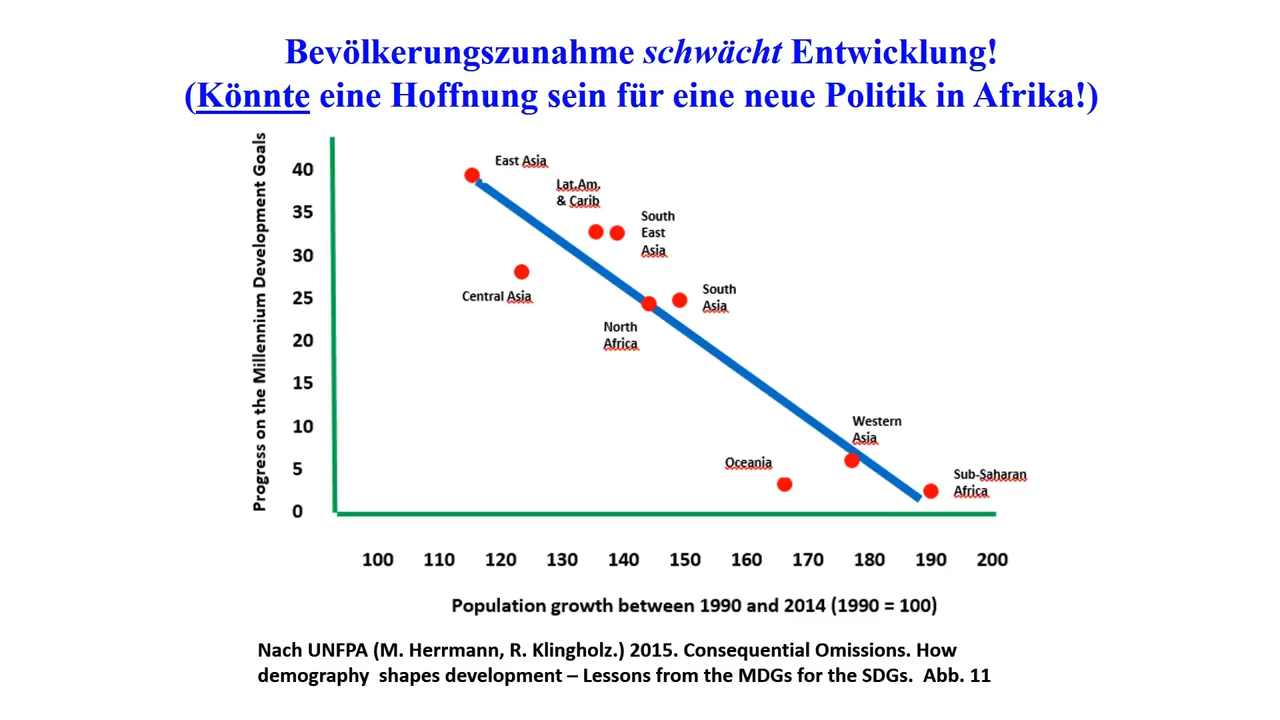 Bevölkerungszunahme schwächt Entwicklung!
(Könnte eine Hoffnung sein für eine neue Politik in Afrika!)
Progress on the Millennium Development Goals
40
35
30
25
20
15
10
5
0
East Asia
Lat.Am.
& Carib
South
East
Asia
Central Asia
South
Asia
North
Africa
Western
Asia
Oceania
Sub-Saharan
Africa
100 110 120 130 140 150 160 170 180 190 200
Population growth between 1990 and 2014 (1990 = 100)
Nach UNFPA (M. Herrmann, R. Klingholz.) 2015. Consequential Omissions. How
demography shapes development – Lessons from the MDGs for the SDGs. Abb. 11